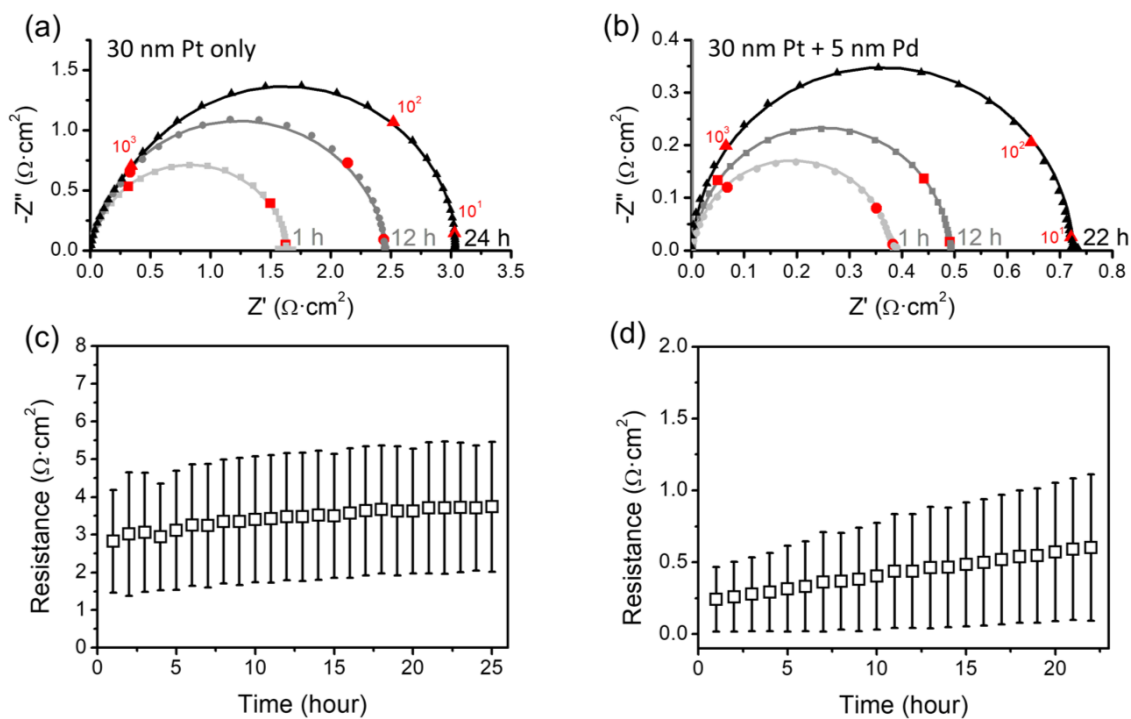 (a)
30 nm Pt only
-Z" (Ω·cm²)
1.5
1.0
0.5
0.0
10³
10²
10¹
1 h
12 h
24 h
0.0 0.5 1.0 1.5 2.0 2.5 3.0 3.5
Z' (Ω·cm²)
(b)
30 nm Pt + 5 nm Pd
-Z" (Ω·cm²)
0.4
0.3
0.2
0.1
0.0
10³
10²
10¹
1 h
12 h
22 h
0.0 0.1 0.2 0.3 0.4 0.5 0.6 0.7 0.8
Z' (Ω·cm²)
(c)
Resistance (Ω·cm²)
8
7
6
5
4
3
2
1
0
0 5 10 15 20 25
Time (hour)
(d)
Resistance (Ω·cm²)
2.0
1.5
1.0
0.5
0.0
0 5 10 15 20
Time (hour)